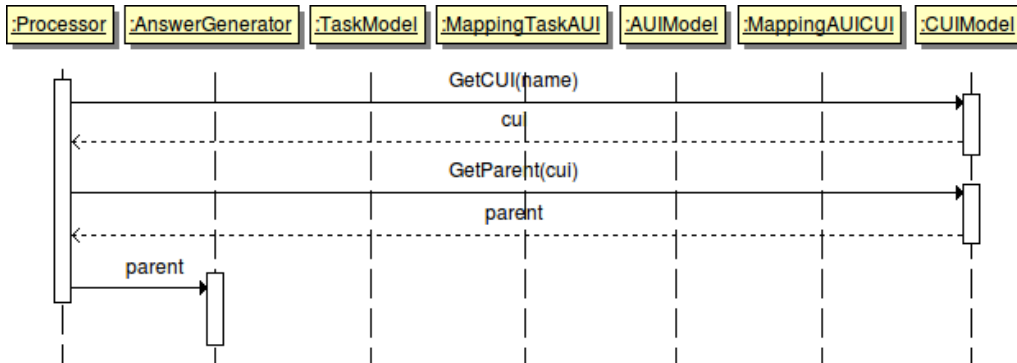 :Processor :AnswerGenerator :TaskModel :MappingTaskAUI :AUIModel :MappingAUICUI :CUIModel
GetCUI(name)
cui
GetParent(cui)
parent
parent